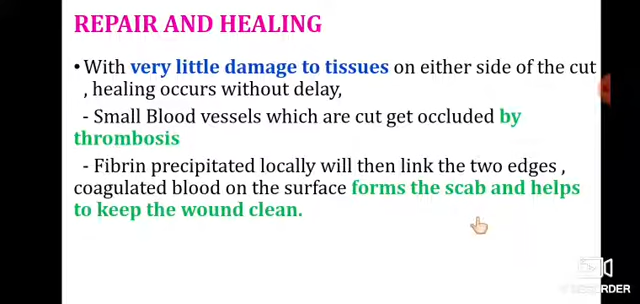 REPAIR AND HEALING
• With very little damage to tissues on either side of the cut
, healing occurs without delay,
- Small Blood vessels which are cut get occluded by
thrombosis
- Fibrin precipitated locally will then link the two edges ,
coagulated blood on the surface forms the scab and helps
to keep the wound clean.